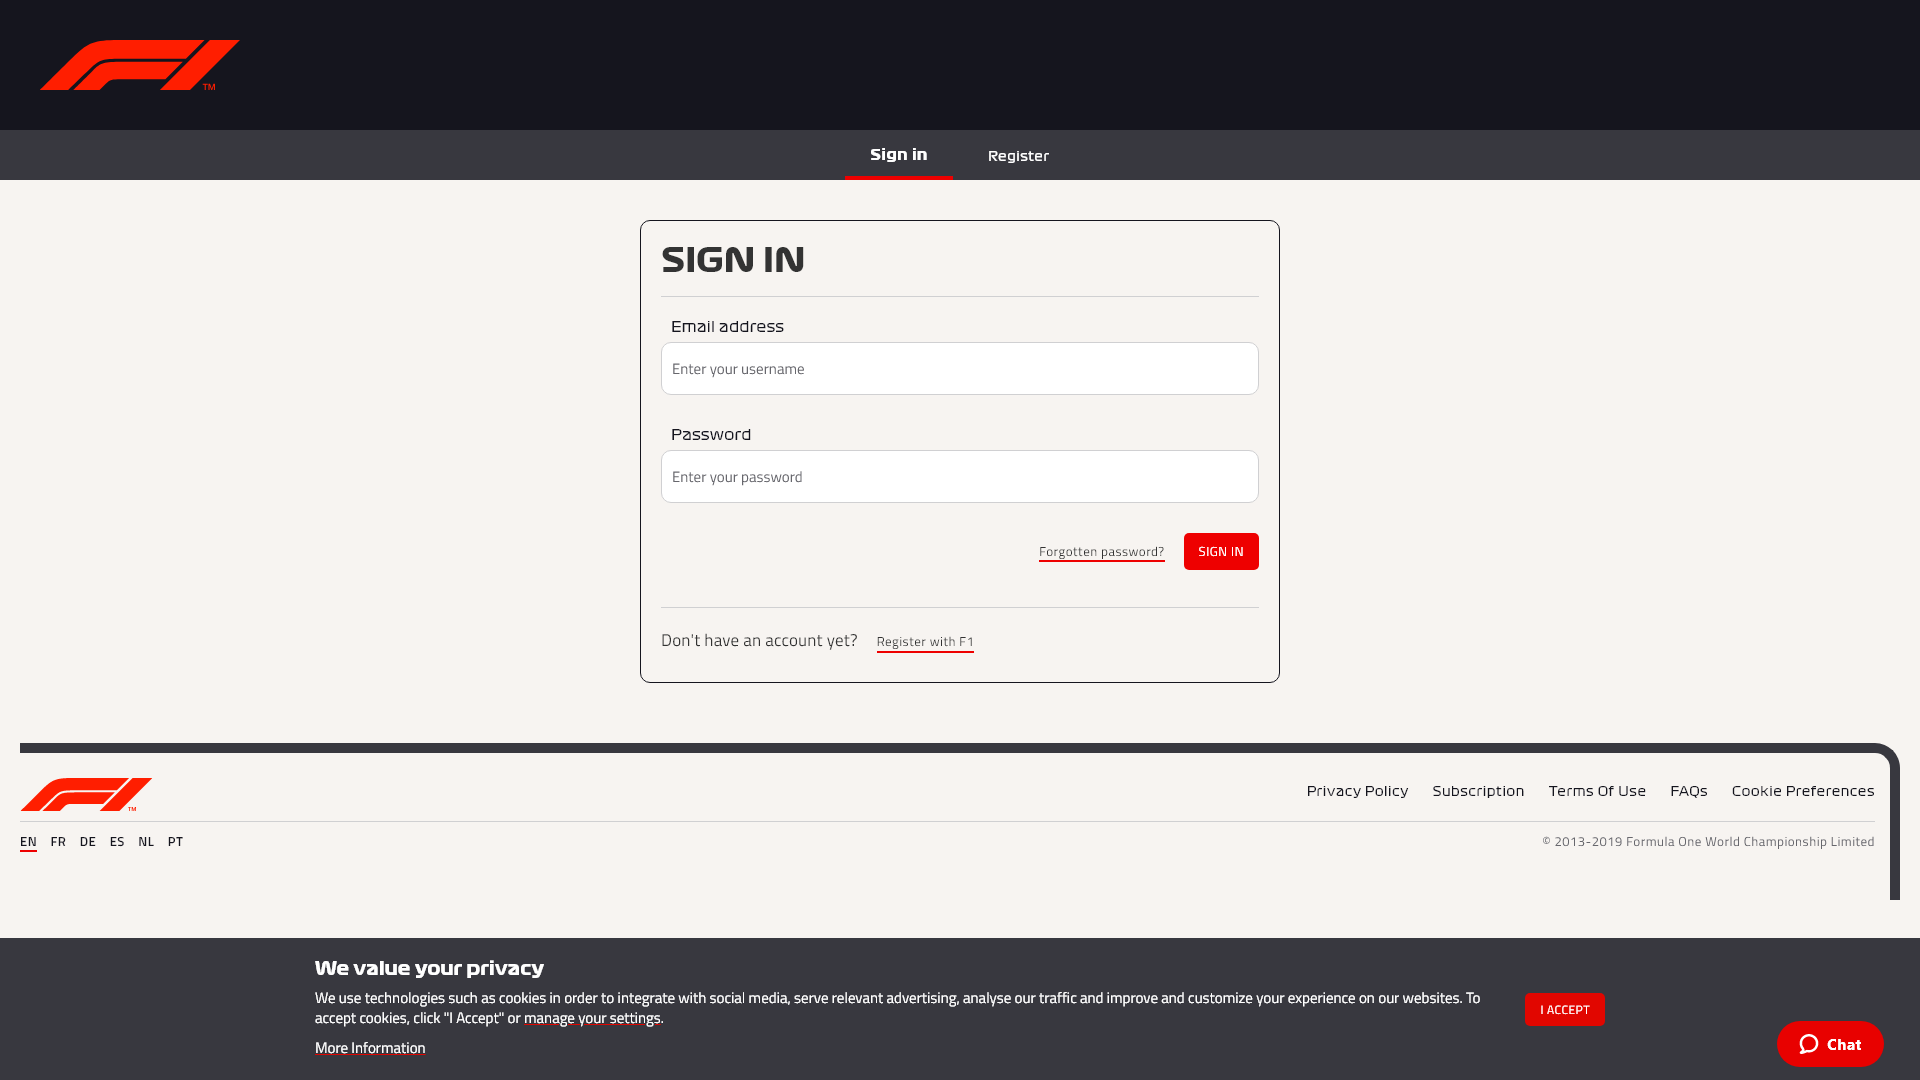 F1 TM
Sign in
Register
SIGN IN
Email address
Enter your username
Password
Enter your password
Forgotten password?
SIGN IN
Don't have an account yet?
Register with F1
F1 TM
Privacy Policy
Subscription
Terms Of Use
FAQs
Cookie Preferences
EN FR DE ES NL PT
© 2013-2019 Formula One World Championship Limited
We value your privacy
We use technologies such as cookies in order to integrate with social media, serve relevant advertising, analyse our traffic and improve and customize your experience on our websites. To
accept cookies, click "I Accept" or manage your settings.
More Information
I ACCEPT
Chat